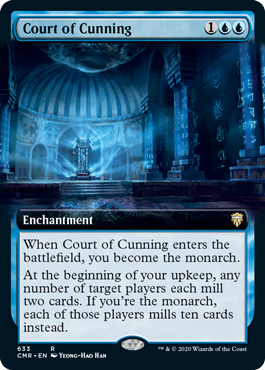 Court of Cunning 1
Enchantment
When Court of Cunning enters the
battlefield, you become the monarch.
At the beginning of your upkeep, any
number of target players each mill
two cards. If you're the monarch,
each of those players mills ten cards
instead.
633 R
CMR • EN Yeong-Hao Han
™ & © 2020 Wizards of the Coast